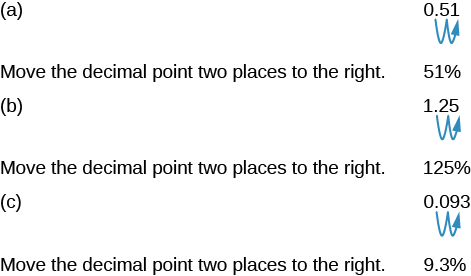 (a) 0.51
Move the decimal point two places to the right. 51%
(b) 1.25
Move the decimal point two places to the right. 125%
(c) 0.093
Move the decimal point two places to the right. 9.3%